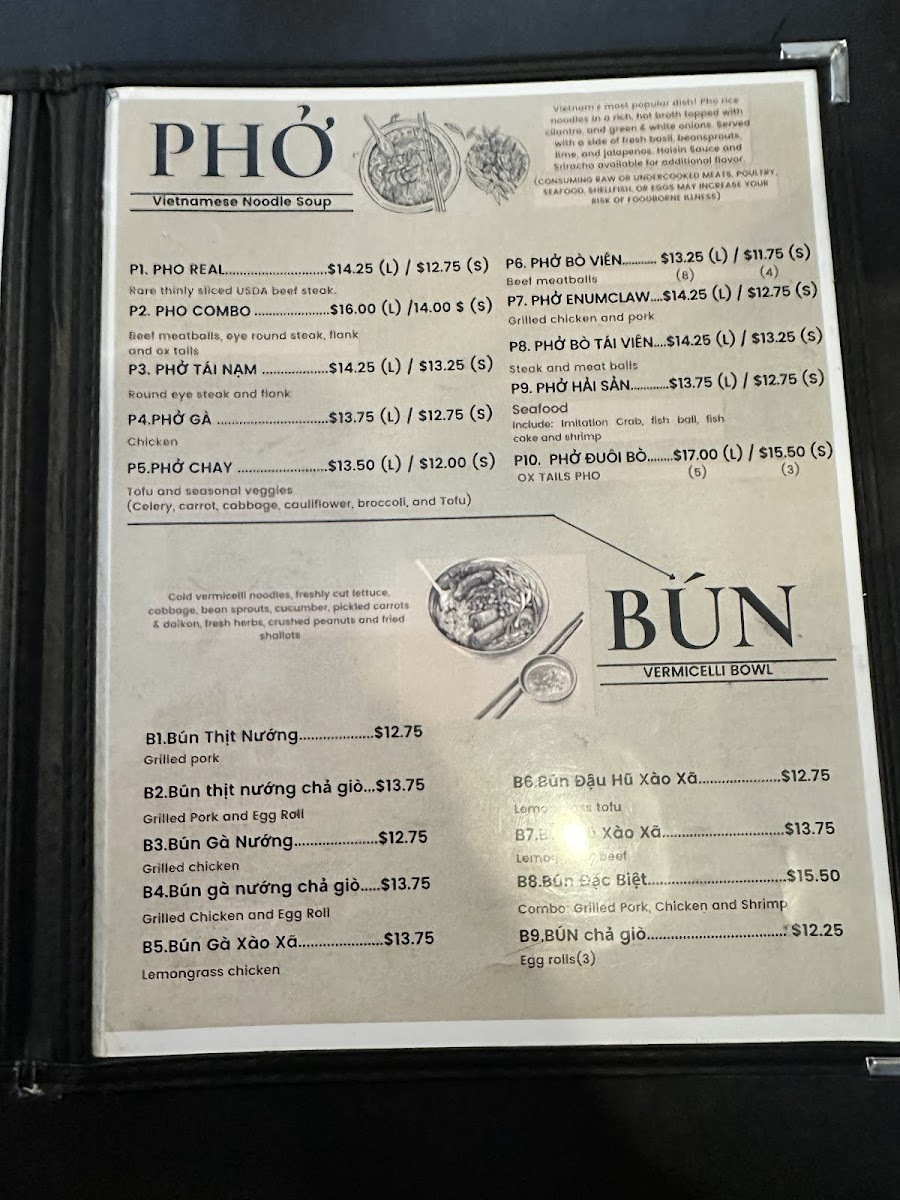 PHỞ
Vietnamese Noodle Soup
Vietnam's most popular dish! Pho rice
noodles in a rich, hot broth topped with
cilantro, and green & white onions. Served
with a side of fresh basil, beansprouts,
lime, and jalapenos. Hoisin Sauce and
Sriracha available for additional flavor.
(CONSUMING RAW OR UNDERCOOKED MEATS, POULTRY,
SEAFOOD, SHELLFISH, OR EGGS MAY INCREASE YOUR
RISK OF FOODBORNE ILLNESS)
P1. PHO REAL............................$14.25 (L) / $12.75 (S)
Rare thinly sliced USDA beef steak.
P2. PHO COMBO .....................$16.00 (L) /14.00 $ (S)
Beef meatballs, eye round steak, flank
and ox tails
P3. PHỞ TÁI NẠM ..................$14.25 (L) / $13.25 (S)
Round eye steak and flank
P4.PHỞ GÀ ..............................$13.75 (L) / $12.75 (S)
Chicken
P5.PHỞ CHAY .........................$13.50 (L) / $12.00 (S)
Tofu and seasonal veggies
(Celery, carrot, cabbage, cauliflower, broccoli, and Tofu)
P6. PHỞ BÒ VIÊN.......... $13.25 (L) / $11.75 (S)
Beef meatballs (8) (4)
P7. PHỞ ENUMCLAW....$14.25 (L) / $12.75 (S)
Grilled chicken and pork
P8. PHỞ BÒ TÁI VIÊN....$14.25 (L) / $13.25 (S)
Steak and meat balls
P9. PHỞ HẢI SẢN...........$13.75 (L) / $12.75 (S)
Seafood
Include: Imitation Crab, fish ball, fish
cake and shrimp
P10. PHỞ ĐUÔI BÒ.......$17.00 (L) / $15.50 (S)
OX TAILS PHO (5) (3)
Cold vermicelli noodles, freshly cut lettuce,
cabbage, bean sprouts, cucumber, pickled carrots
& daikon, fresh herbs, crushed peanuts and fried
shallots
BÚN
VERMICELLI BOWL
B1.Bún Thịt Nướng...................$12.75
Grilled pork
B2.Bún thịt nướng chả giò...$13.75
Grilled Pork and Egg Roll
B3.Bún Gà Nướng.....................$12.75
Grilled chicken
B4.Bún gà nướng chả giò.....$13.75
Grilled Chicken and Egg Roll
B5.Bún Gà Xào Xã.....................$13.75
Lemongrass chicken
B6.Bún Đậu Hũ Xào Xã....................$12.75
tofu
B7. Xào Xã..............................$13.75
beef
B8.Bún Đặc Biệt..................................$15.50
Combo: Grilled Pork, Chicken and Shrimp
B9.BÚN chả giò..................................$12.25
Egg rolls(3)